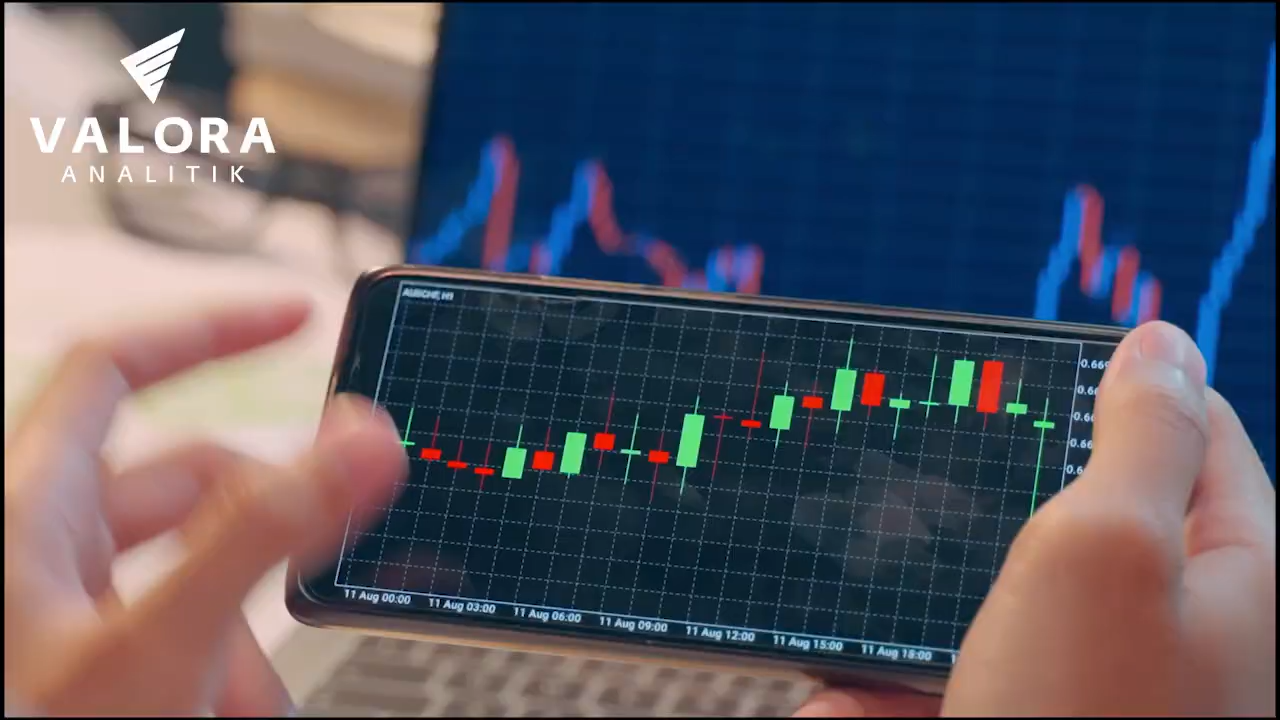 VALORA
ANALITIK
11 Aug 00:00
11 Aug 03:00
11 Aug 06:00
11 Aug 09:00
11 Aug 12:00
11 Aug 15:00
11 Aug 18:00